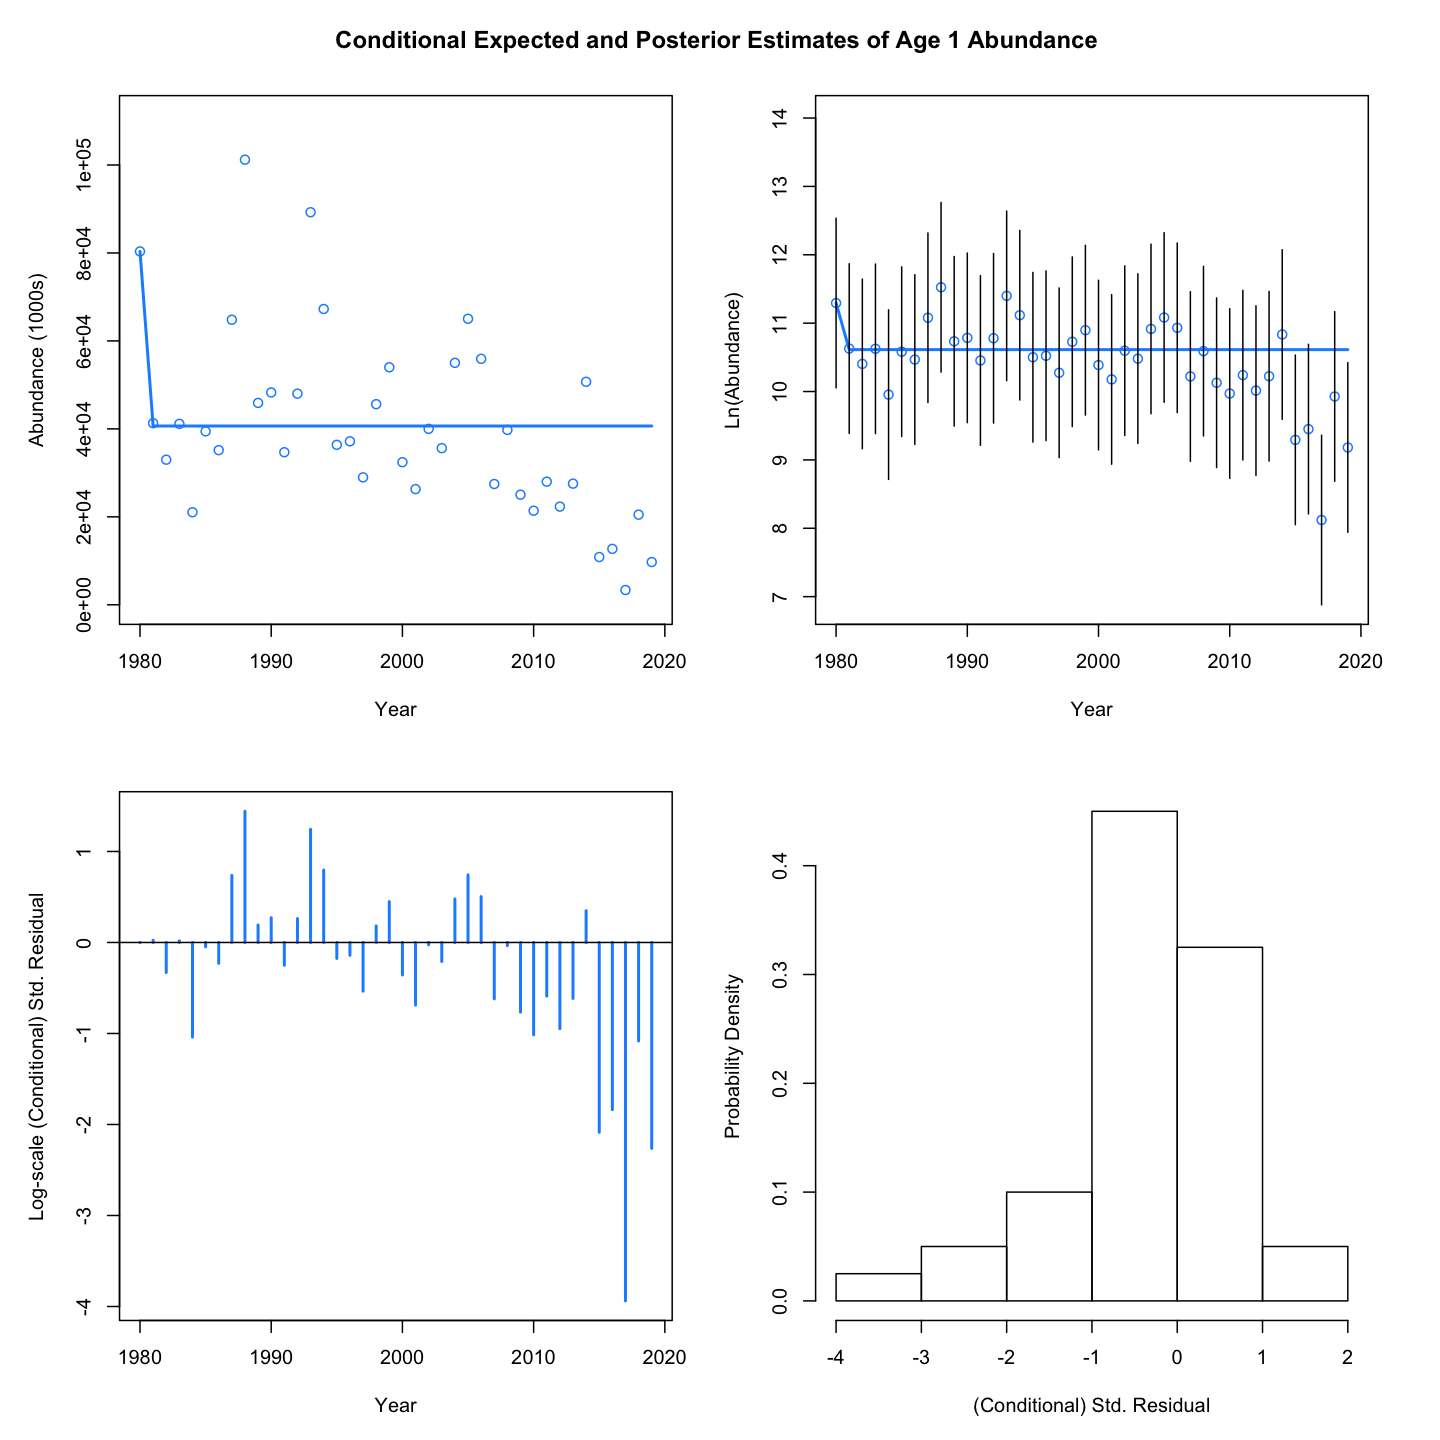 Conditional Expected and Posterior Estimates of Age 1 Abundance
Abundance (1000s)
1e+05
8e+04
6e+04
4e+04
2e+04
0e+00
1980 1990 2000 2010 2020
Year
Ln(Abundance)
14
13
12
11
10
9
8
7
1980 1990 2000 2010 2020
Year
Log-scale (Conditional) Std. Residual
1
0
-1
-2
-3
-4
1980 1990 2000 2010 2020
Year
Probability Density
0.4
0.3
0.2
0.1
0.0
-4 -3 -2 -1 0 1 2
(Conditional) Std. Residual